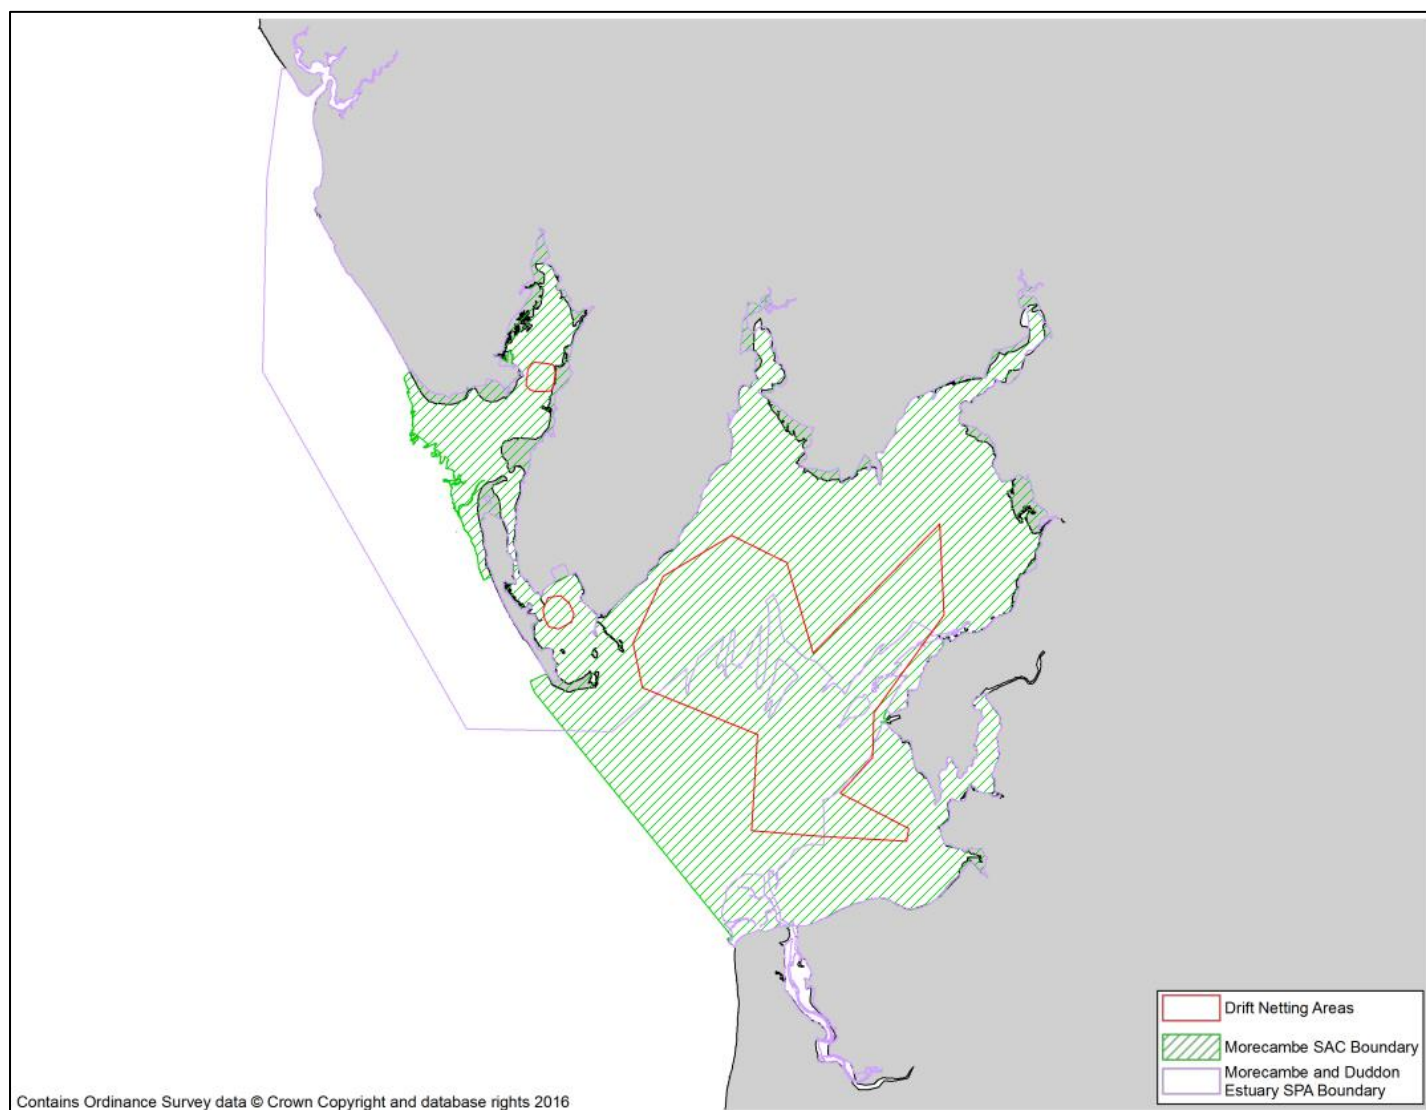 Drift Netting Areas
Morecambe SAC Boundary
Morecambe and Duddon
Estuary SPA Boundary
Contains Ordinance Survey data © Crown Copyright and database rights 2016